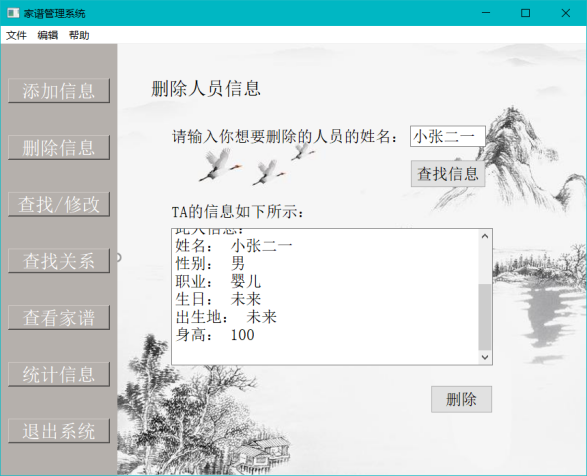 家谱管理系统
文件 编辑 帮助
添加信息
删除信息
查找/修改
查找关系
查看家谱
统计信息
退出系统
删除人员信息
请输入你想要删除的人员的姓名: 小张二一
查找信息
TA的信息如下所示:
此人信息:
姓名: 小张二一
性别: 男
职业: 婴儿
生日: 未来
出生地: 未来
身高: 100
删除